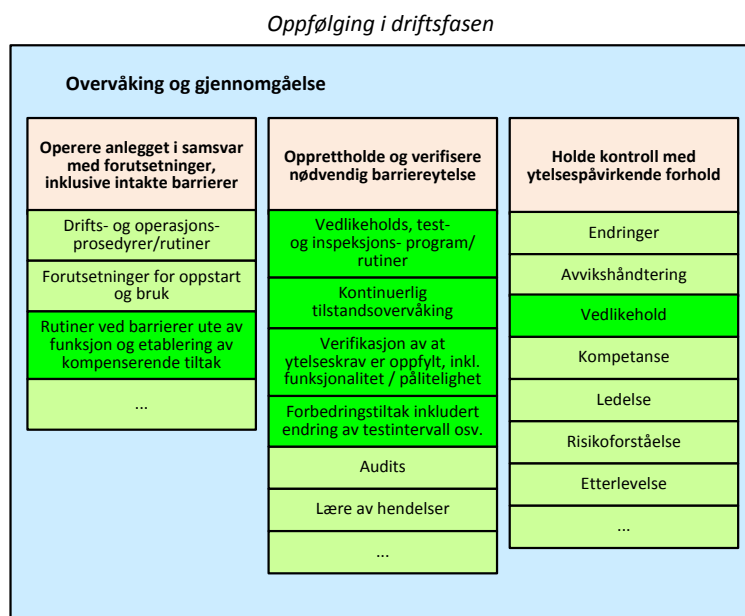 Oppfølging i driftsfasen
Overvåking og gjennomgåelse
Operere anlegget i samsvar
med forutsetninger,
inklusive intakte barrierer
Drifts- og operasjons-
prosedyrer/rutiner
Forutsetninger for oppstart
og bruk
Rutiner ved barrierer ute av
funksjon og etablering av
kompenserende tiltak
...
Opprettholde og verifisere
nødvendig barriereytelse
Vedlikeholds, test-
og inspeksjons- program/
rutiner
Kontinuerlig
tilstandsovervåking
Verifikasjon av at
ytelseskrav er oppfylt, inkl.
funksjonalitet / pålitelighet
Forbedringstiltak inkludert
endring av testintervall osv.
Audits
Lære av hendelser
...
Holde kontroll med
ytelsespåvirkende forhold
Endringer
Avvikshåndtering
Vedlikehold
Kompetanse
Ledelse
Risikoforståelse
Etterlevelse
...